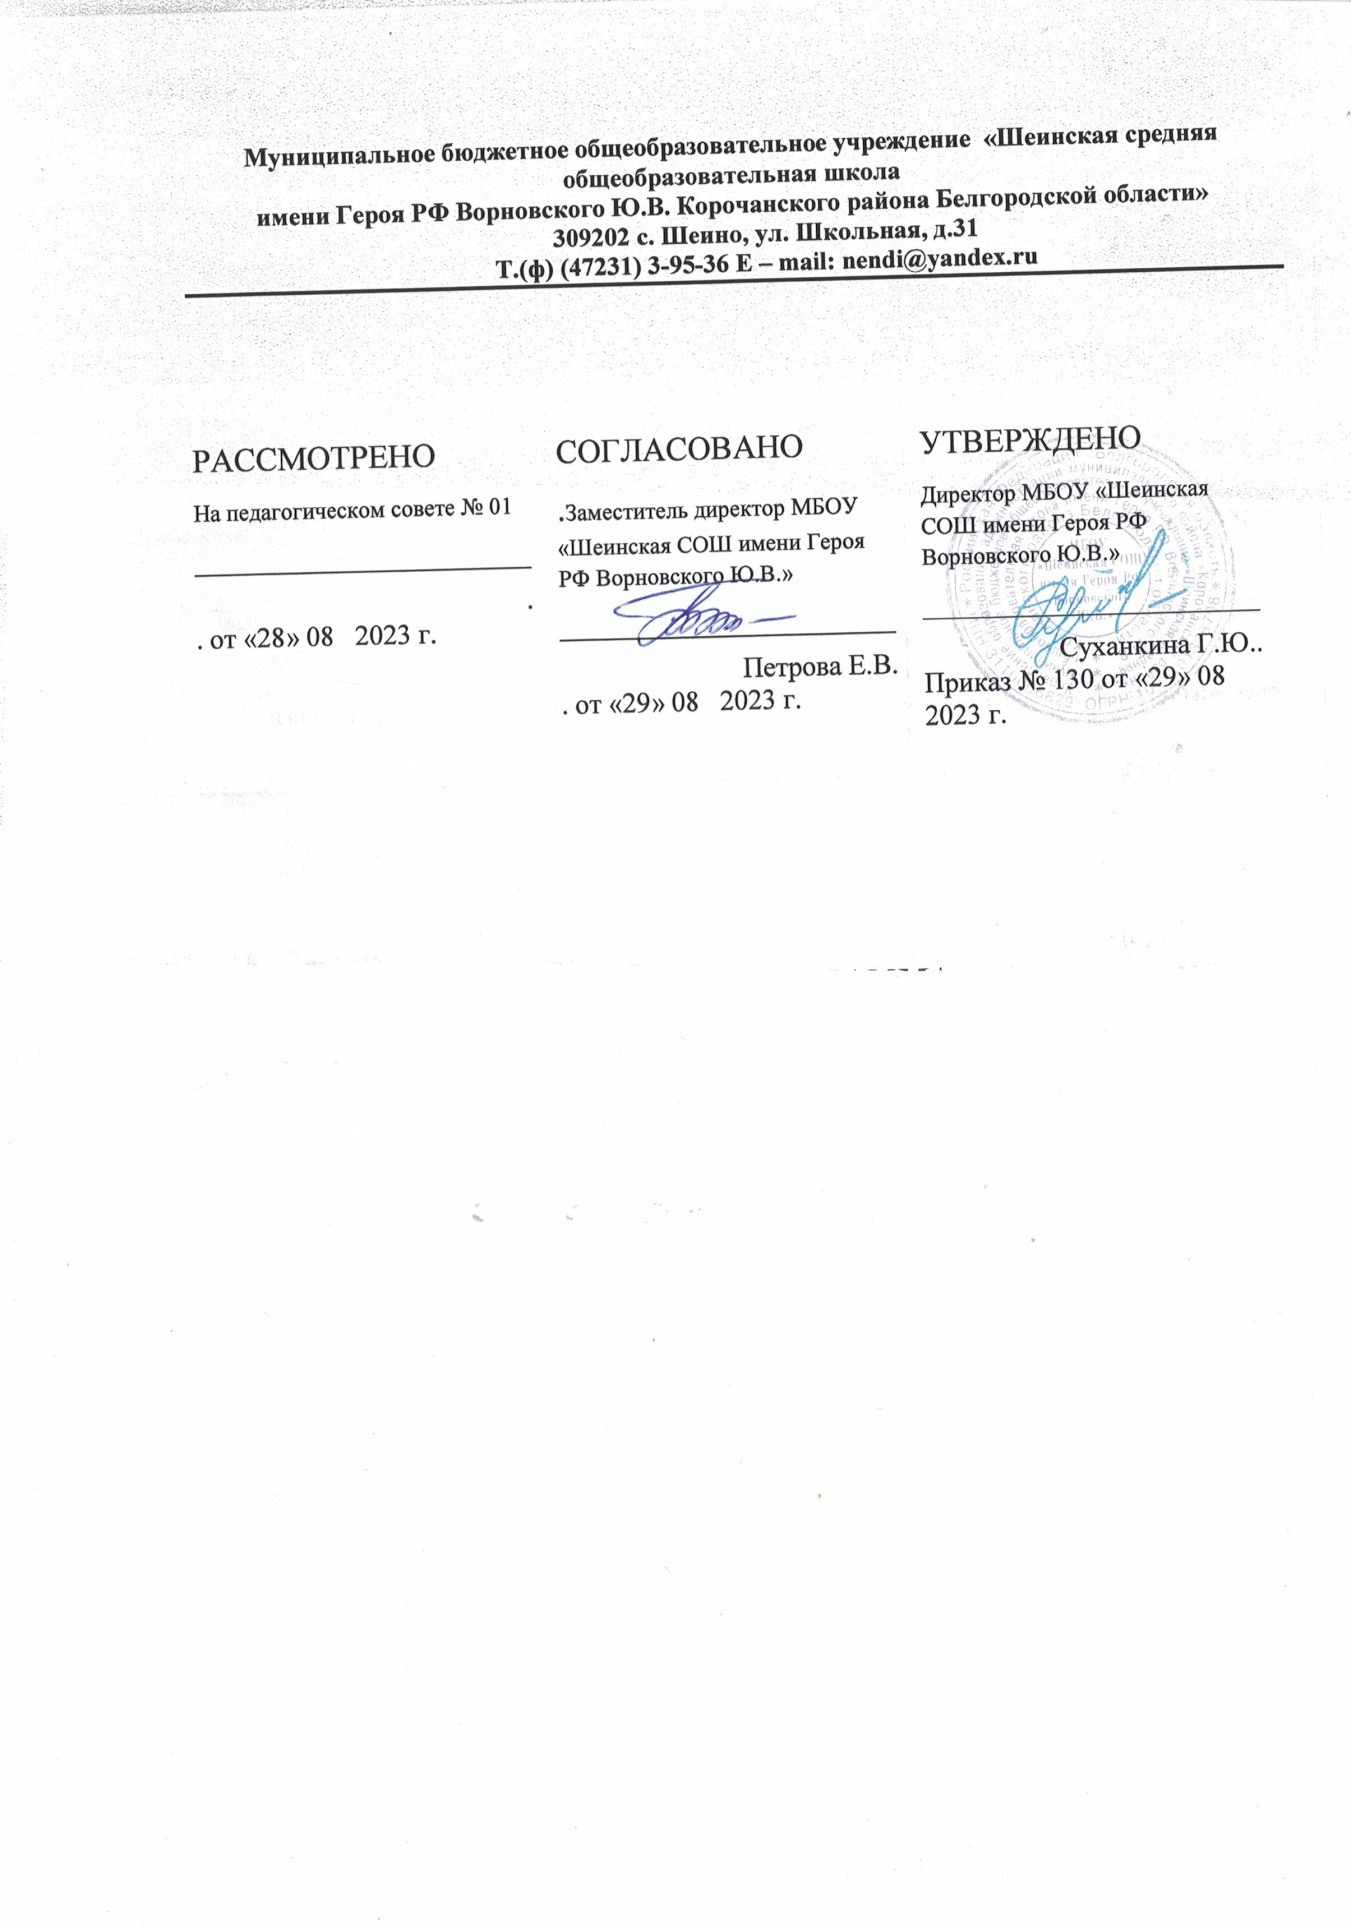 Муниципальное бюджетное общеобразовательное учреждение «Шеинская средняя
общеобразовательная школа
имени Героя РФ Ворновского Ю.В. Корочанского района Белгородской области»
309202 с. Шеино, ул. Школьная, д.31
Т.(ф) (47231) 3-95-36 E – mail: nendi@yandex.ru
РАССМОТРЕНО
На педагогическом совете № 01
.
. от «28» 08 2023 г.
СОГЛАСОВАНО
.Заместитель директор МБОУ
«Шеинская СОШ имени Героя
РФ Ворновского Ю.В.»
Петрова Е.В.
. от «29» 08 2023 г.
УТВЕРЖДЕНО
Директор МБОУ «Шеинская
СОШ имени Героя РФ
Ворновского Ю.В.»
Суханкина Г.Ю..
Приказ № 130 от «29» 08
2023 г.